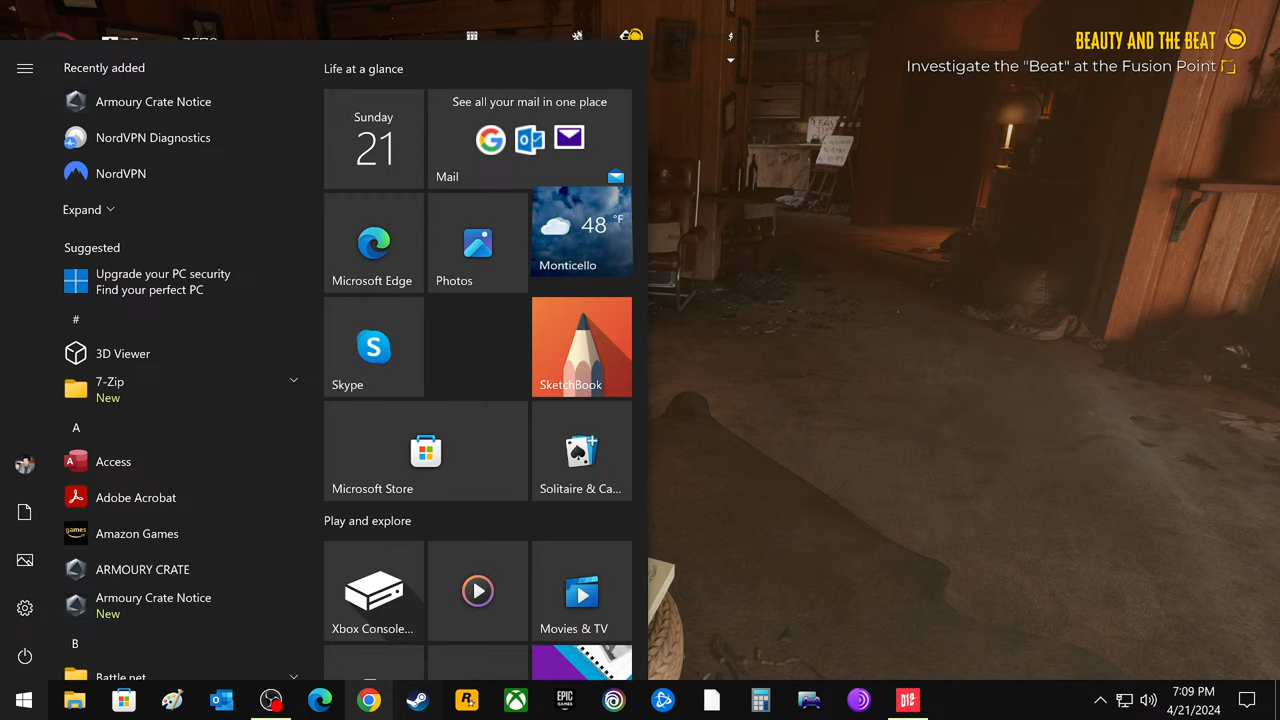 BEAUTY AND THE BEAT
Investigate the "Beat" at the Fusion Point
E
Recently added
Armoury Crate Notice
NordVPN Diagnostics
NordVPN
Expand
Suggested
Upgrade your PC security
Find your perfect PC
#
3D Viewer
7-Zip
New
A
Access
Adobe Acrobat
games
Amazon Games
ARMOURY CRATE
Armoury Crate Notice
New
B
Battle.net
Life at a glance
Sunday
21
See all your mail in one place
Mail
Microsoft Edge
Photos
48 °F
Monticello
Skype
SketchBook
Microsoft Store
Solitaire & Ca...
Play and explore
Xbox Console...
Movies & TV
EPIC
GAMES
DI2
7:09 PM
4/21/2024